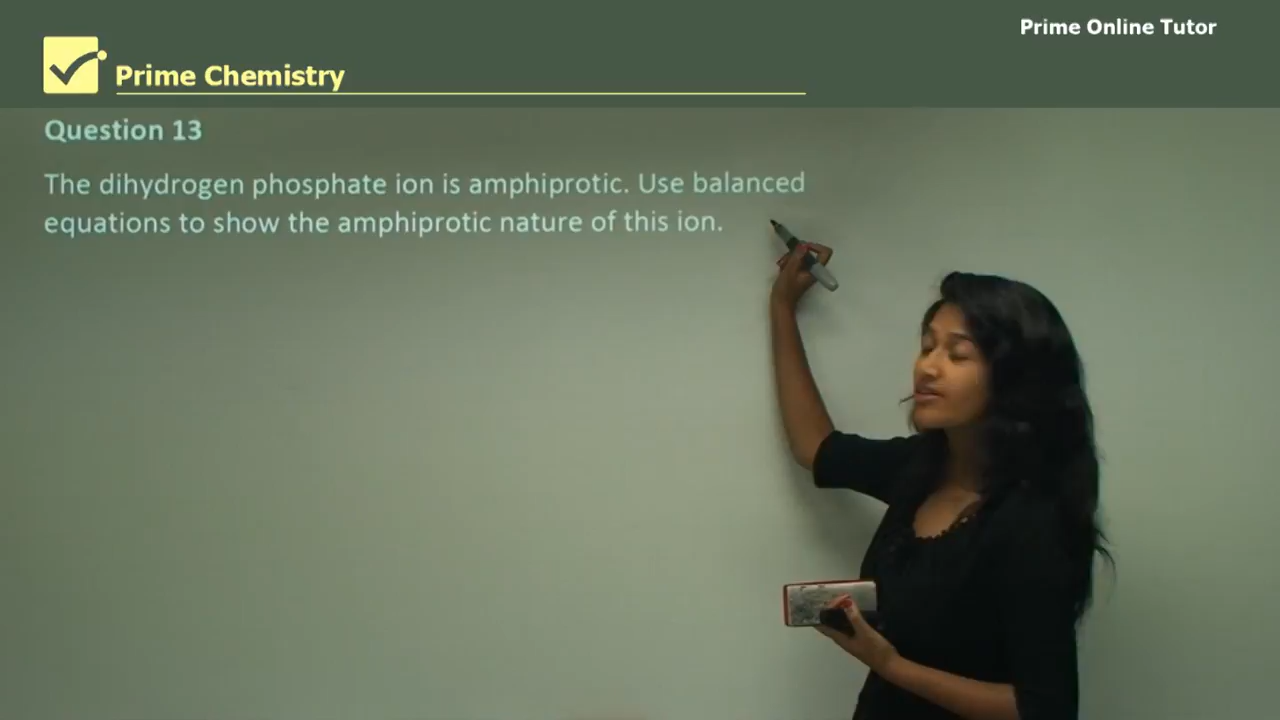 Prime Online Tutor
Prime Chemistry
Question 13
The dihydrogen phosphate ion is amphiprotic. Use balanced
equations to show the amphiprotic nature of this ion.